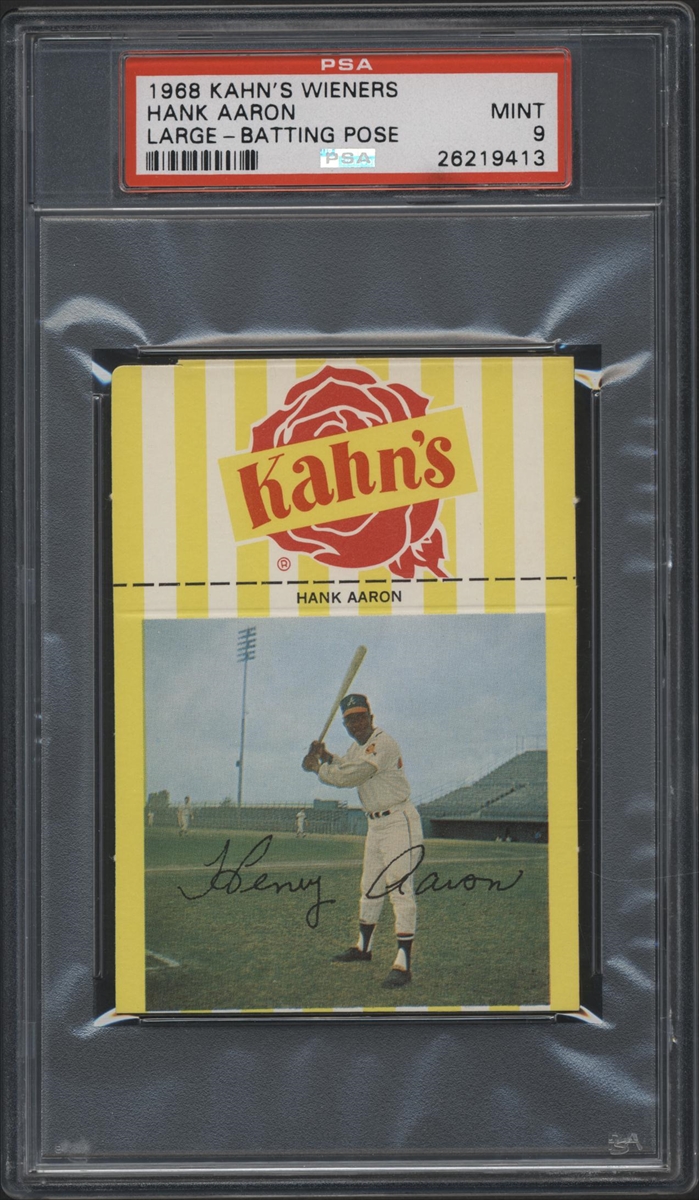 PSA
1968 KAHN'S WIENERS
HANK AARON MINT
LARGE – BATTING POSE 9
PSA 26219413
Kahn's
®
HANK AARON
A
Henry Aaron